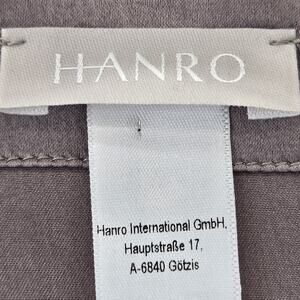 HANRO
Hanro International GmbH,
Hauptstraße 17,
A-6840 Götzis